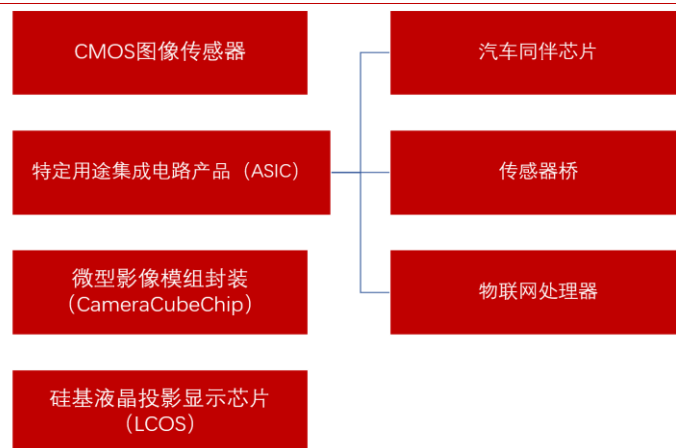 CMOS图像传感器
汽车同伴芯片
特定用途集成电路产品（ASIC）
传感器桥
微型影像模组封装
（CameraCubeChip）
物联网处理器
硅基液晶投影显示芯片
（LCOS）